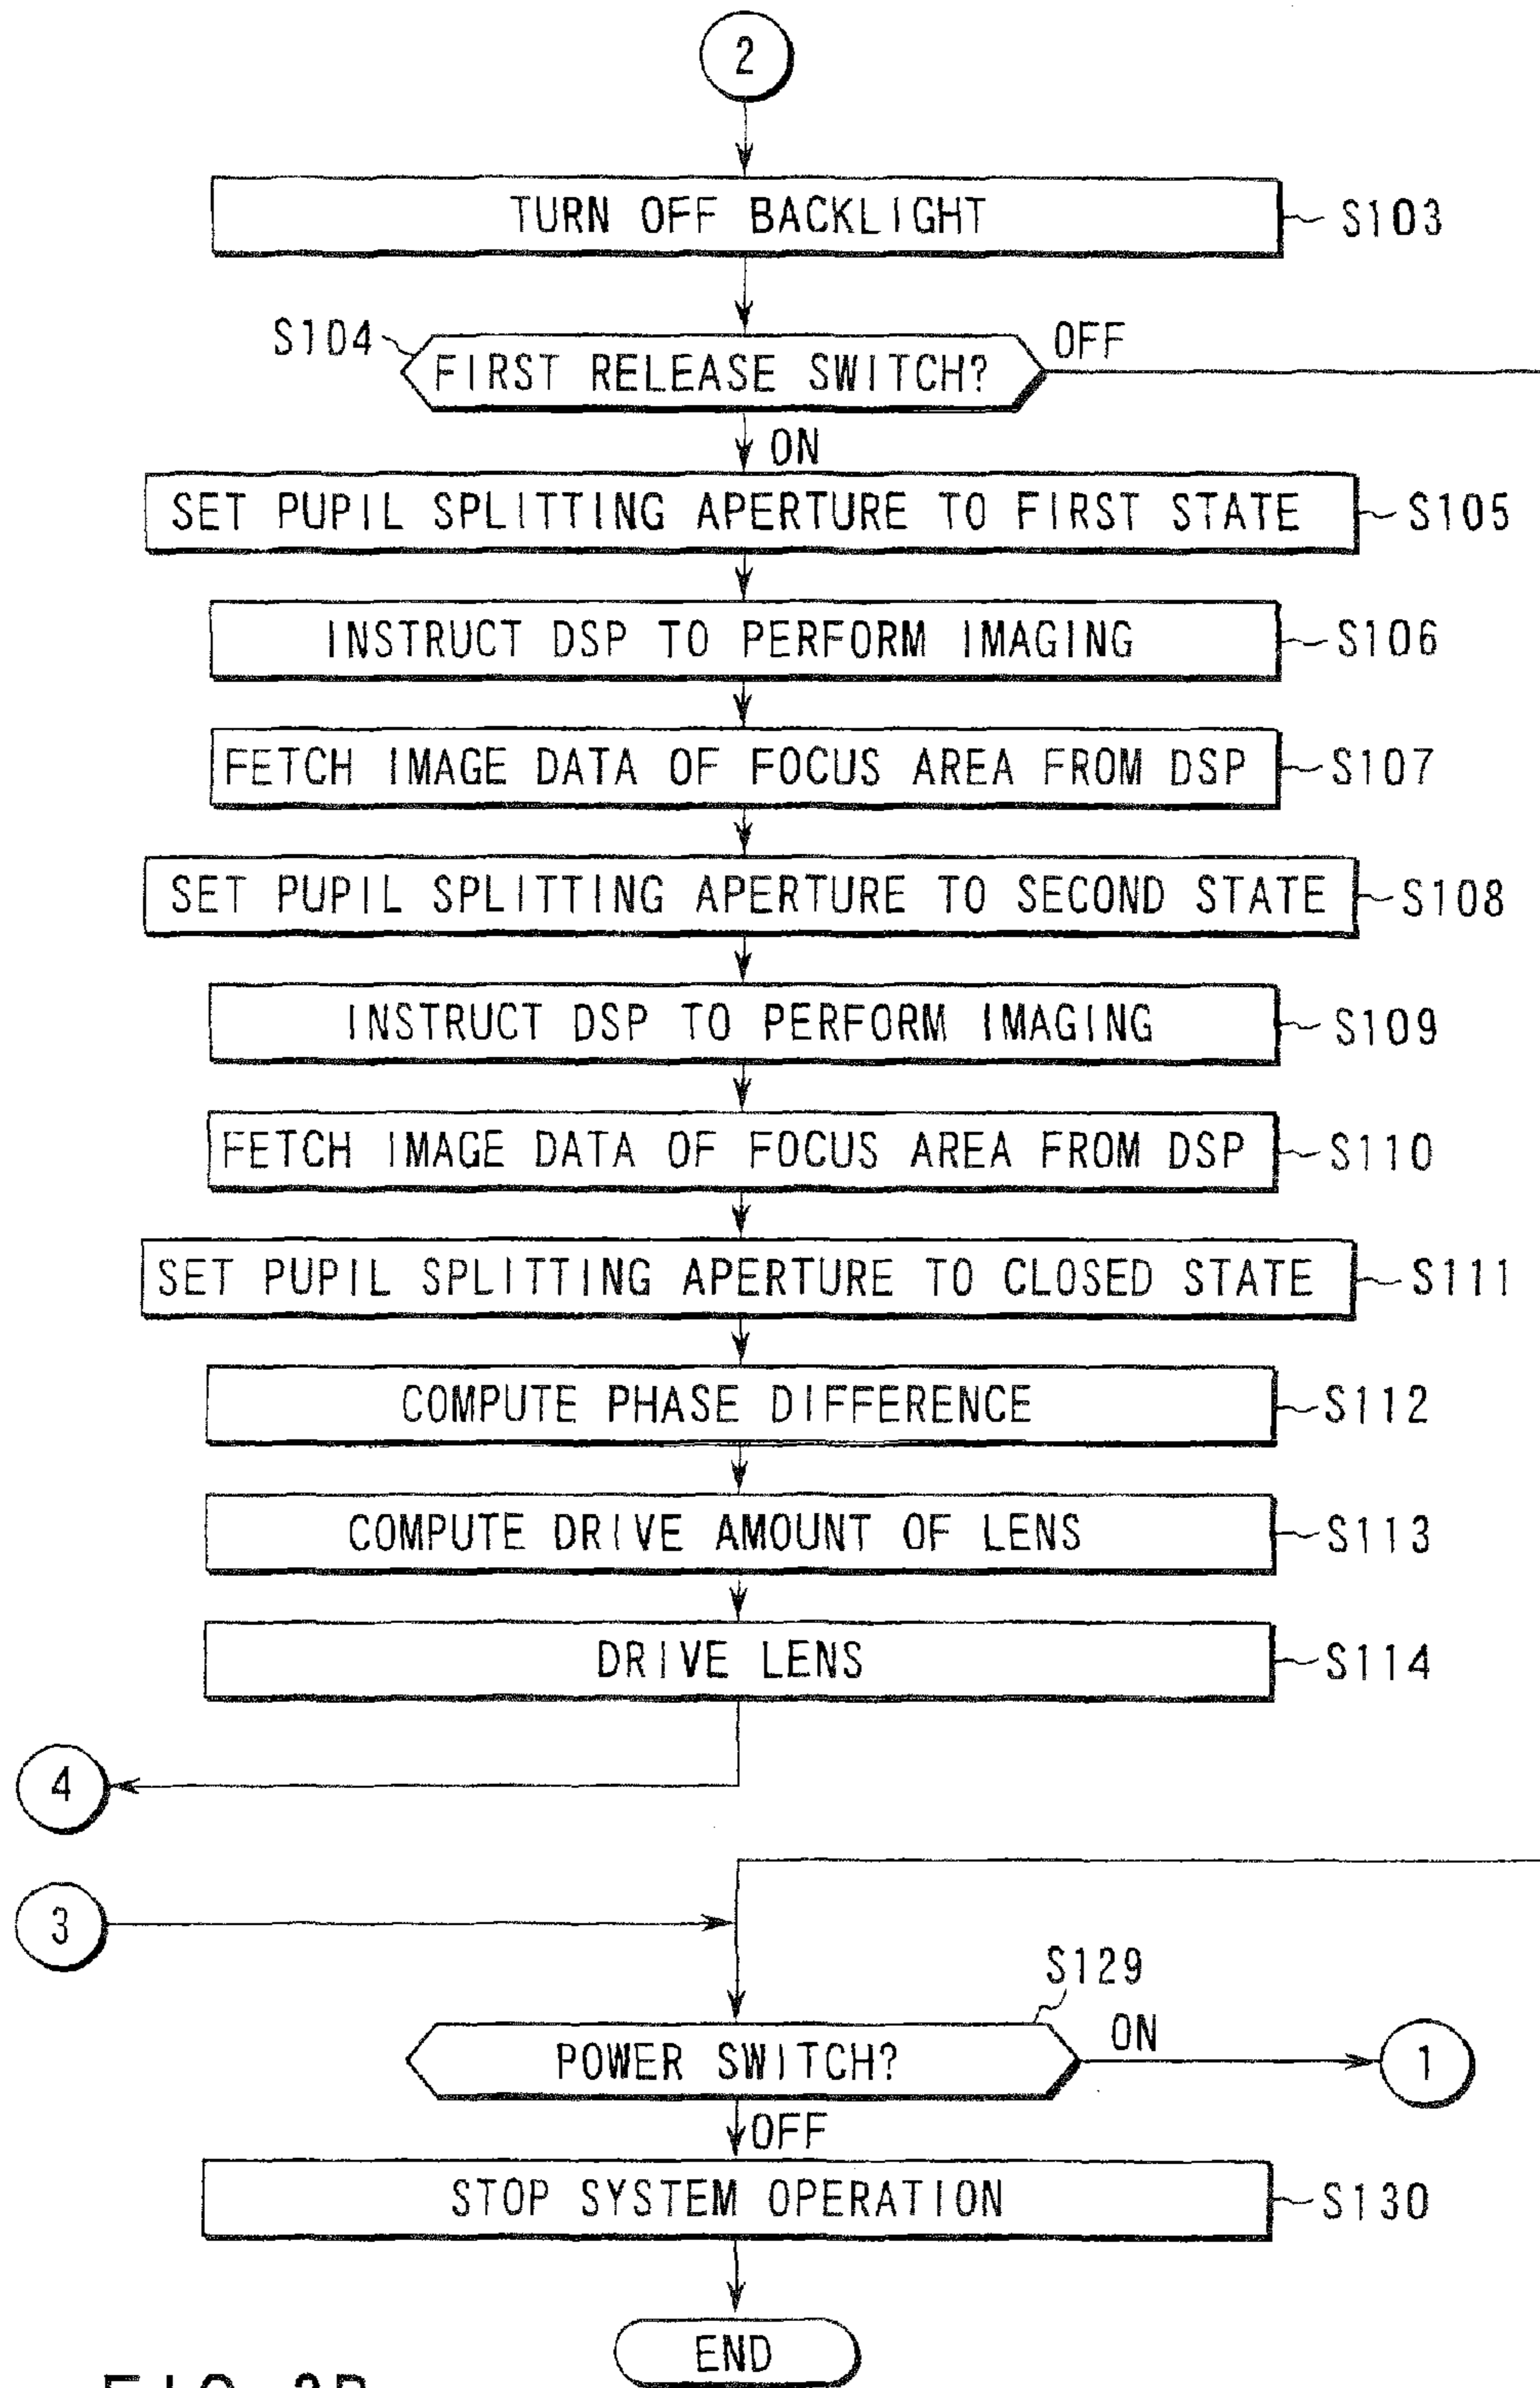 2
TURN OFF BACKLIGHT
S103
S104
FIRST RELEASE SWITCH?
OFF
ON
SET PUPIL SPLITTING APERTURE TO FIRST STATE
S105
INSTRUCT DSP TO PERFORM IMAGING
S106
FETCH IMAGE DATA OF FOCUS AREA FROM DSP
S107
SET PUPIL SPLITTING APERTURE TO SECOND STATE
S108
INSTRUCT DSP TO PERFORM IMAGING
S109
FETCH IMAGE DATA OF FOCUS AREA FROM DSP
S110
SET PUPIL SPLITTING APERTURE TO CLOSED STATE
S111
COMPUTE PHASE DIFFERENCE
S112
COMPUTE DRIVE AMOUNT OF LENS
S113
DRIVE LENS
S114
4
3
S129
POWER SWITCH?
ON
1
OFF
STOP SYSTEM OPERATION
S130
END